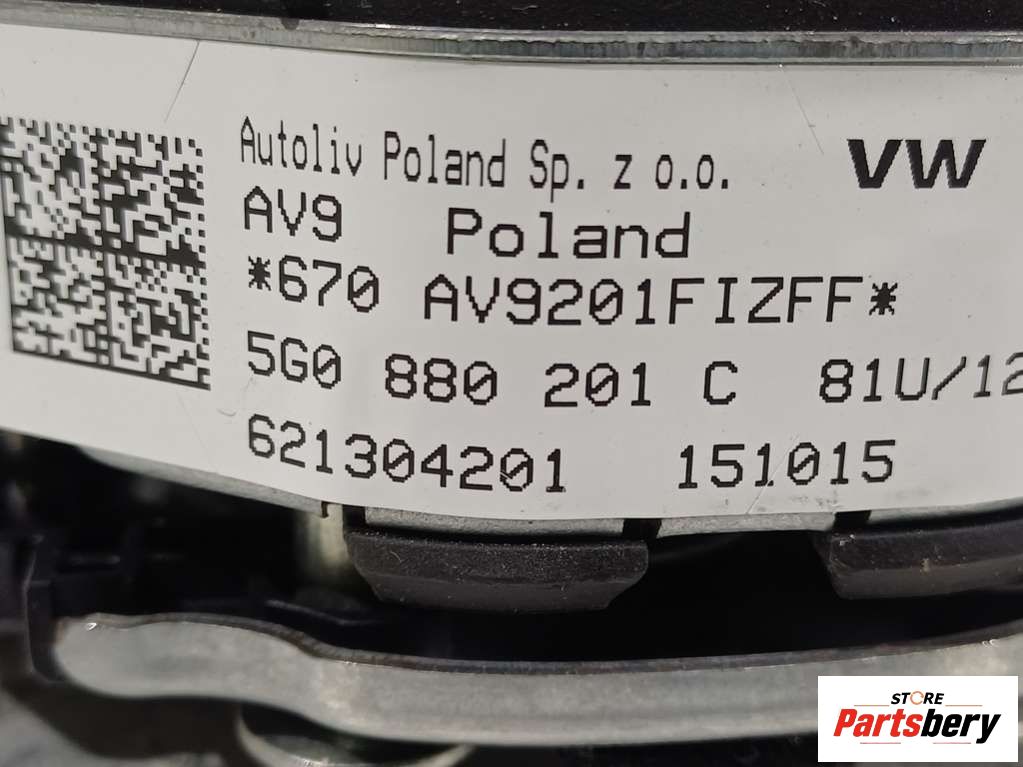 Autoliv Poland Sp. z o.o. VW
AV9 Poland
*670 AV9201FIZFF*
5G0 880 201 C 81U/12
621304201 151015
STORE
Partsbery